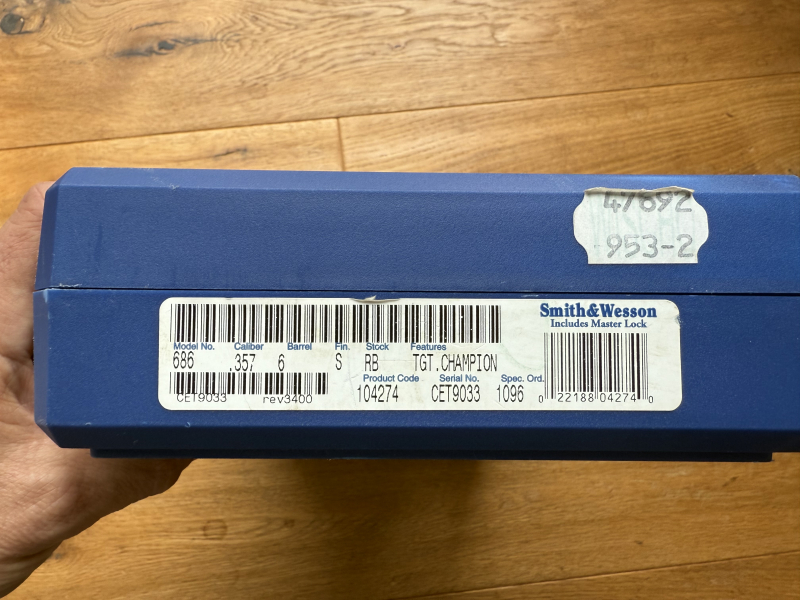 47892
953-2
Smith&Wesson
Includes Master Lock
Model No. Caliber Barrel Fin. Stock Features
686 .357 6 S RB TGT.CHAMPION
Product Code Serial No. Spec. Ord.
104274 CET9033 1096
CET9033 rev3400
0 22188 04274 0